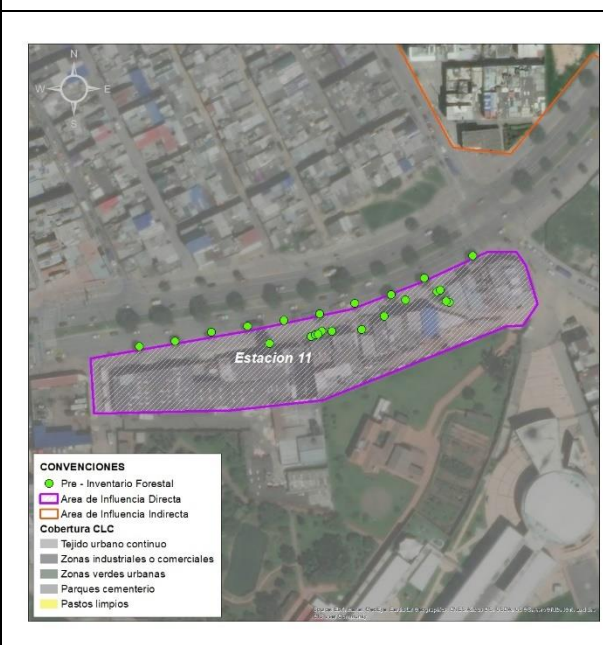 N
W E
S
Estacion 11
CONVENCIONES
Pre - Inventario Forestal
Area de Influencia Directa
Area de Influencia Indirecta
Cobertura CLC
Tejido urbano continuo
Zonas industriales o comerciales
Zonas verdes urbanas
Parques cementerio
Pastos limpios